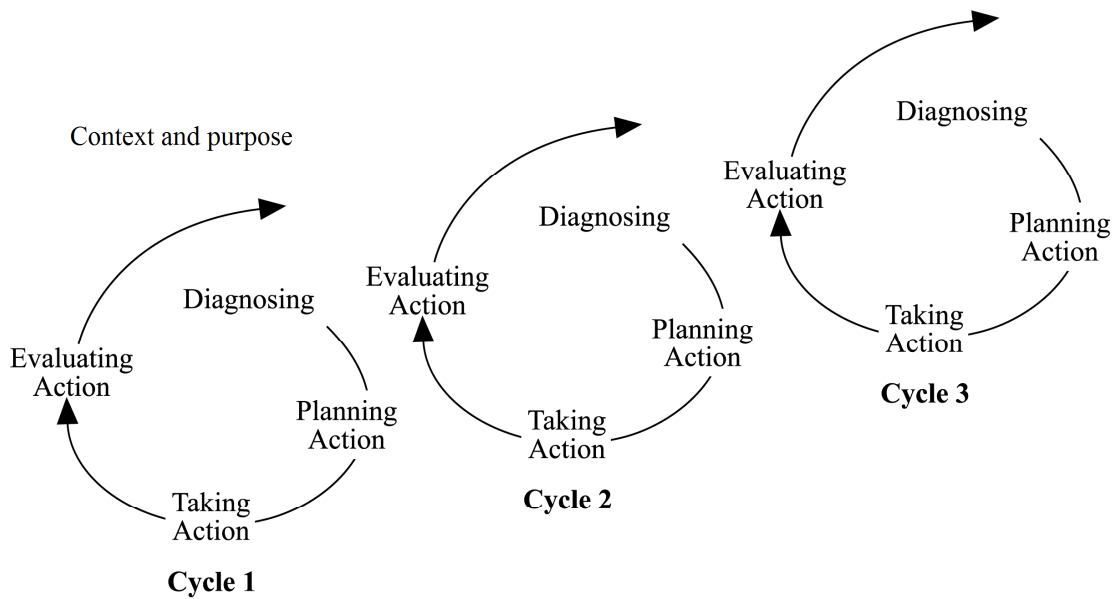 Context and purpose
Diagnosing
Planning
Action
Taking
Action
Evaluating
Action
Cycle 1
Diagnosing
Planning
Action
Taking
Action
Evaluating
Action
Cycle 2
Diagnosing
Planning
Action
Taking
Action
Evaluating
Action
Cycle 3